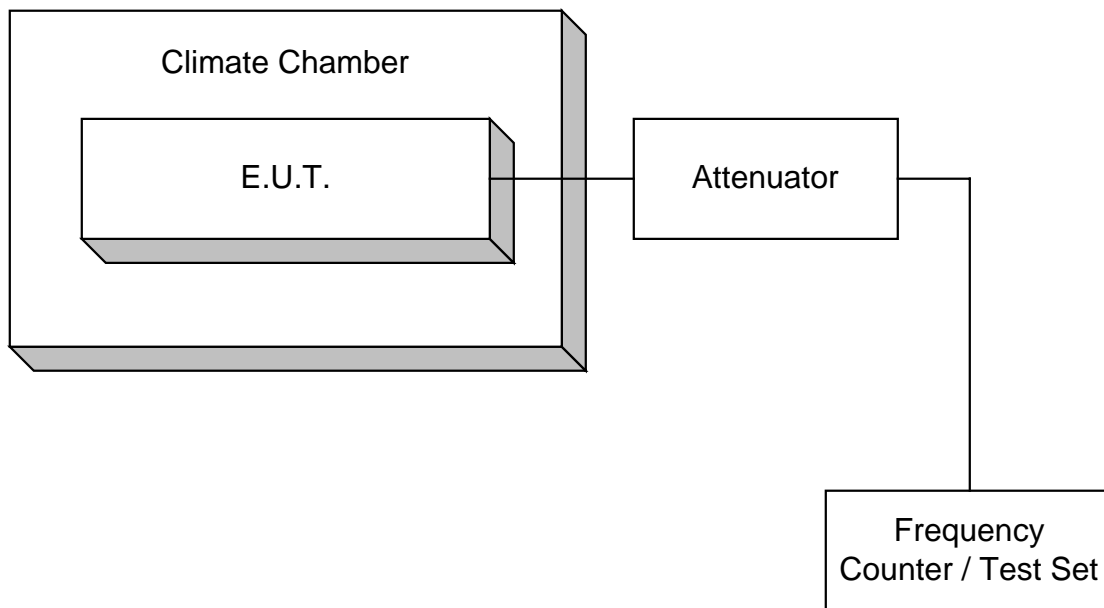 Climate Chamber
E.U.T.
Attenuator
Frequency
Counter / Test Set